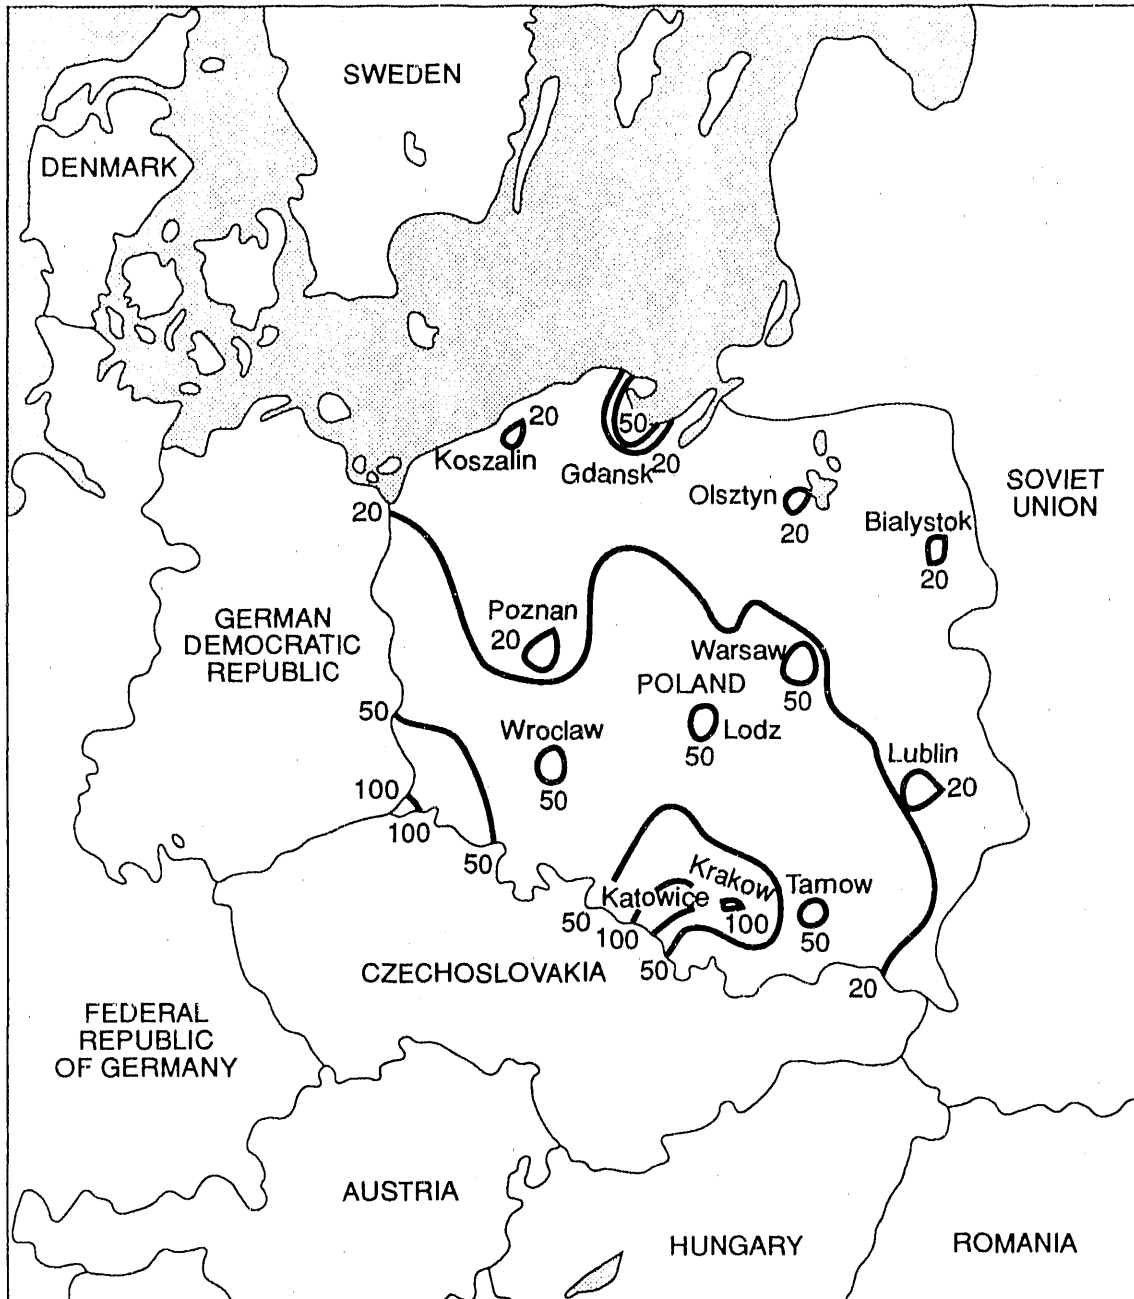 SWEDEN
DENMARK
20
50
Koszalin
Gdansk
20
Olsztyn
SOVIET
UNION
20
Bialystok
20
20
Poznan
20
GERMAN
DEMOCRATIC
REPUBLIC
Warsaw
POLAND
50
50
Wroclaw
Lodz
50
50
Lublin
20
100
100
50
Krakow
Tarnow
Katowice
50
100
100
50
50
CZECHOSLOVAKIA
20
FEDERAL
REPUBLIC
OF GERMANY
AUSTRIA
HUNGARY
ROMANIA